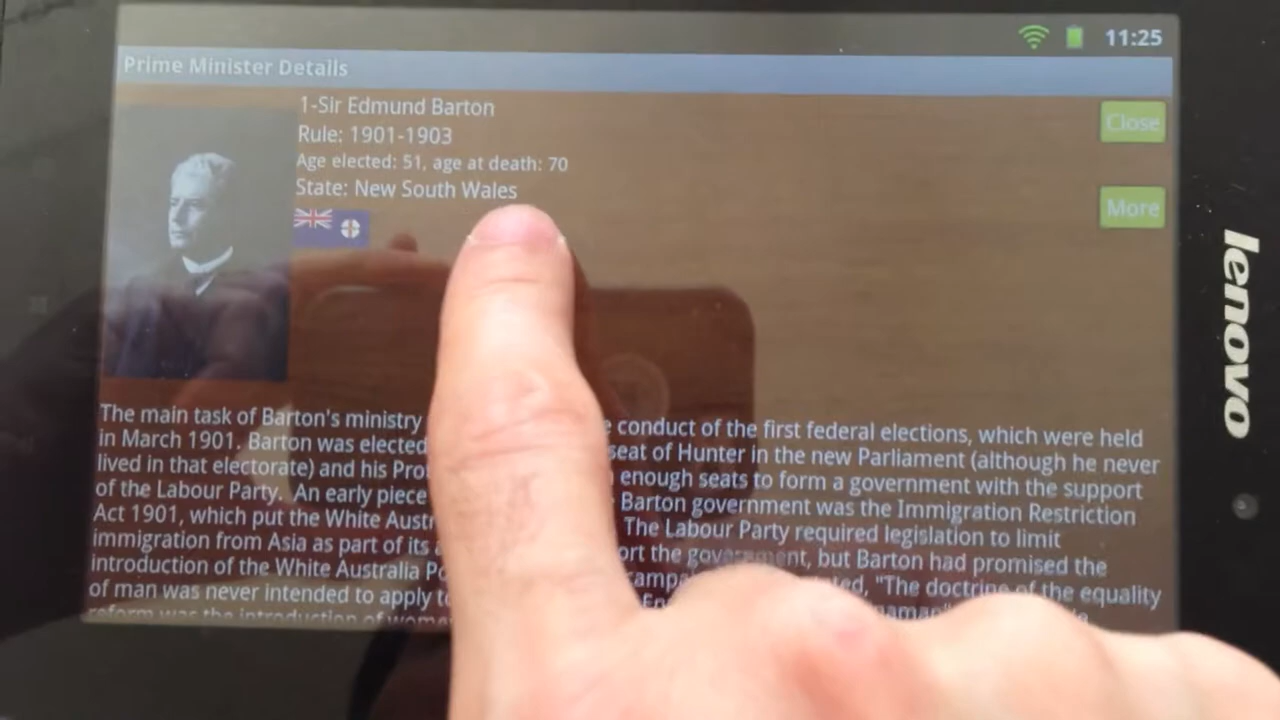 11:25
Prime Minister Details
1-Sir Edmund Barton
Close
Rule: 1901-1903
Age elected: 51, age at death: 70
State: New South Wales
More
lenovo
The main task of Barton's ministry conduct of the first federal elections, which were held
in March 1901. Barton was elected seat of Hunter in the new Parliament (although he never
lived in that electorate) and his enough seats to form a government with the support
of the Labour Party. An early piece Barton government was the Immigration Restriction
Act 1901, which put the White The Labour Party required legislation to limit
immigration from Asia as part of its the government, but Barton had promised the
introduction of the White Australia "The doctrine of the equality
of man was never intended to apply
reform was the introduction of